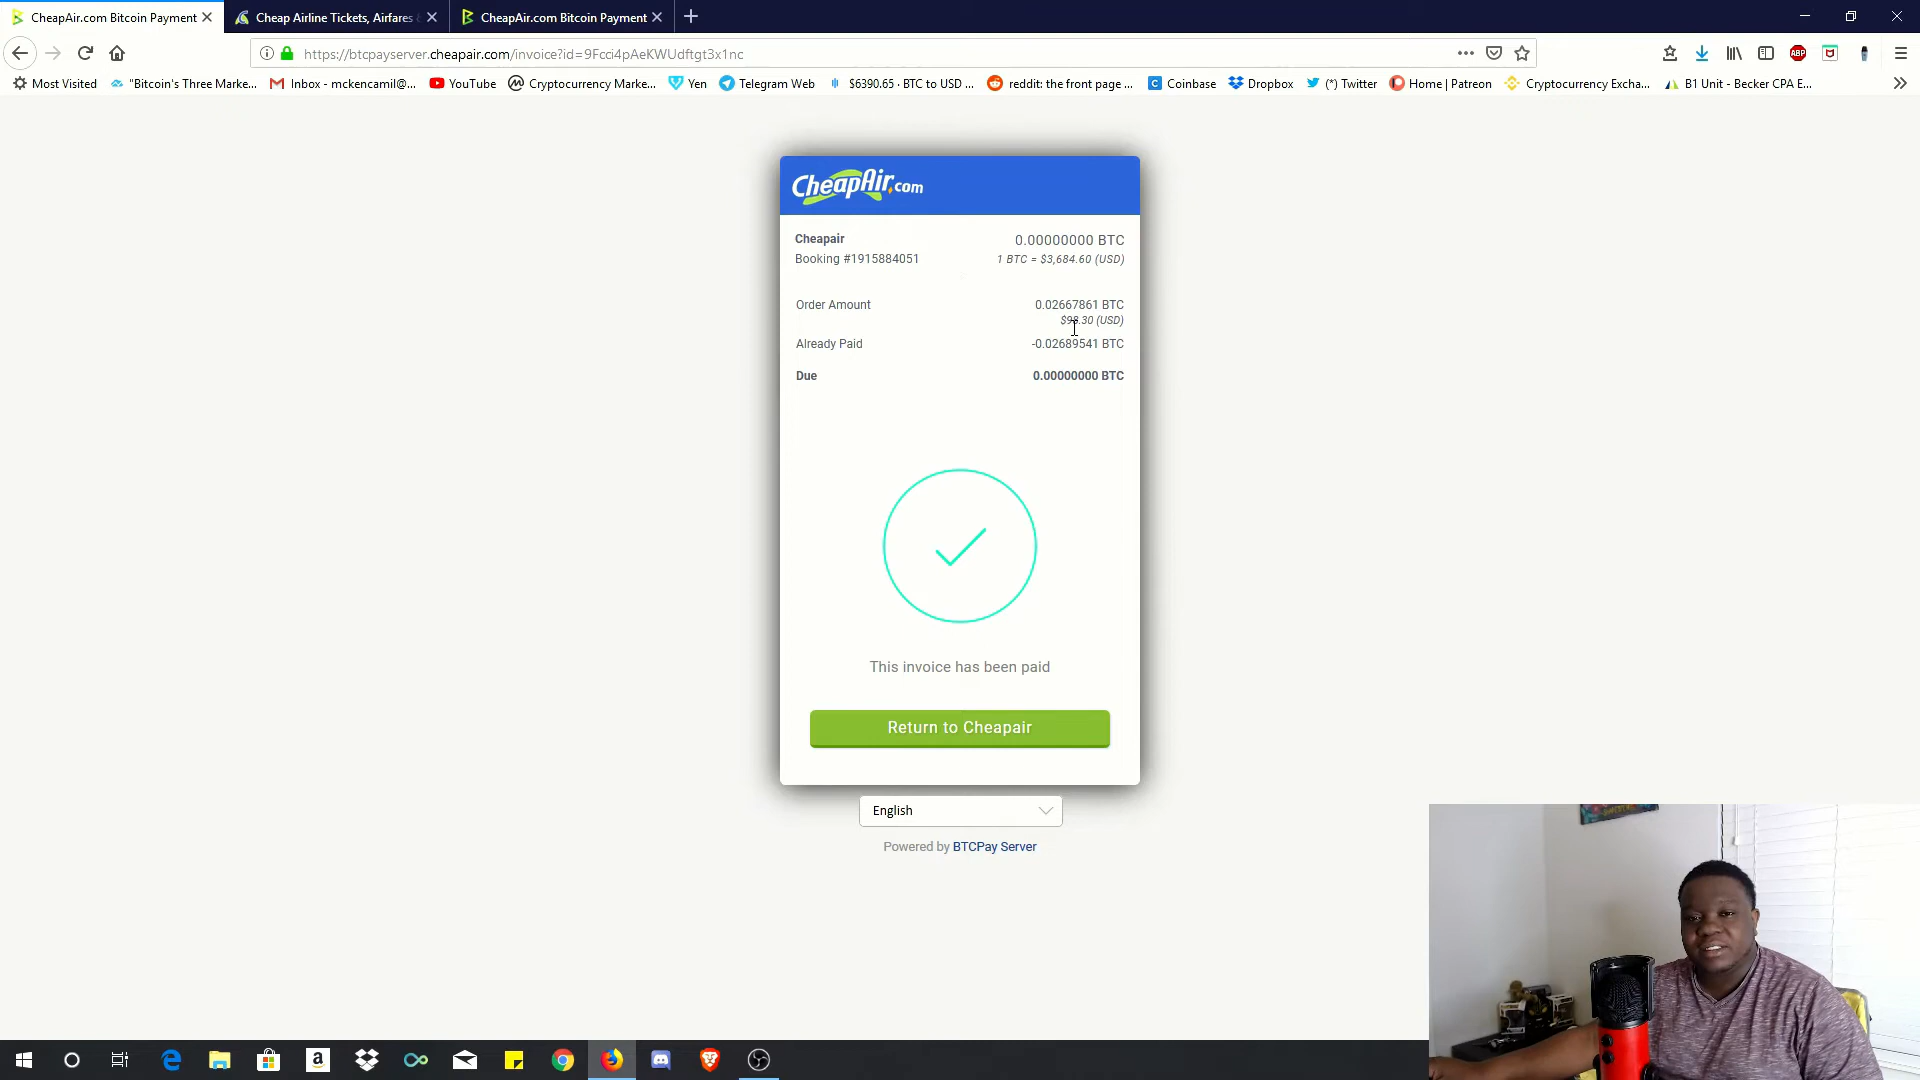 CheapAir.com Bitcoin Payment
Cheap Airline Tickets, Airfares
CheapAir.com Bitcoin Payment
https://btcpayserver.cheapair.com/invoice?id=9Fcci4pAeKWUdftgt3x1nc
Most Visited
"Bitcoin's Three Marke...
Inbox - mckencamil@...
YouTube
Cryptocurrency Marke...
Yen
Telegram Web
$6390.65 · BTC to USD ...
reddit: the front page ...
Coinbase
Dropbox
(*) Twitter
Home | Patreon
Cryptocurrency Excha...
B1 Unit - Becker CPA E...
ABP
CheapAir.com
Cheapair
0.00000000 BTC
Booking #1915884051
1 BTC = $3,684.60 (USD)
Order Amount
0.02667861 BTC
$98.30 (USD)
Already Paid
-0.02689541 BTC
Due
0.00000000 BTC
This invoice has been paid
Return to Cheapair
English
Powered by BTCPay Server